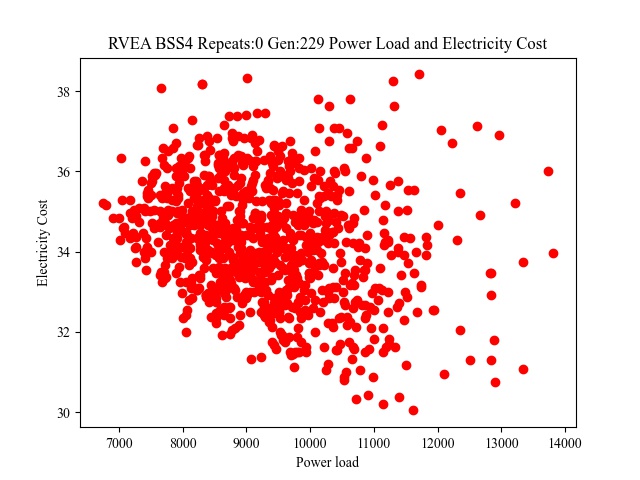 RVEA BSS4 Repeats:0 Gen:229 Power Load and Electricity Cost
Electricity Cost
38
36
34
32
30
7000 8000 9000 10000 11000 12000 13000 14000
Power load